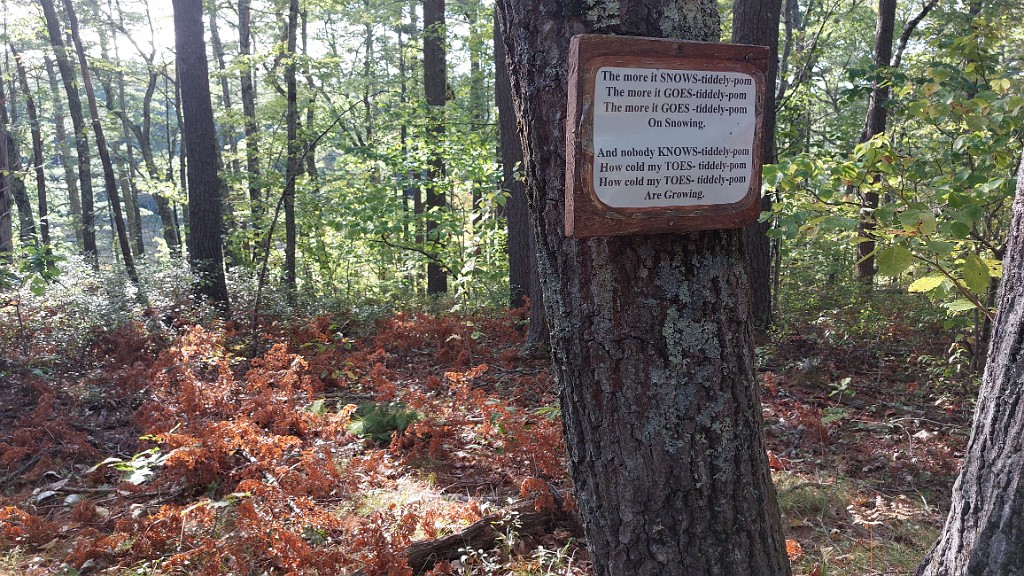 The more it SNOWS-tiddely-pom
The more it GOES-tiddely-pom
The more it GOES -tiddely-pom
On Snowing.
And nobody KNOWS-tiddely-pom
How cold my TOES- tiddely-pom
How cold my TOES- tiddely-pom
Are Growing.